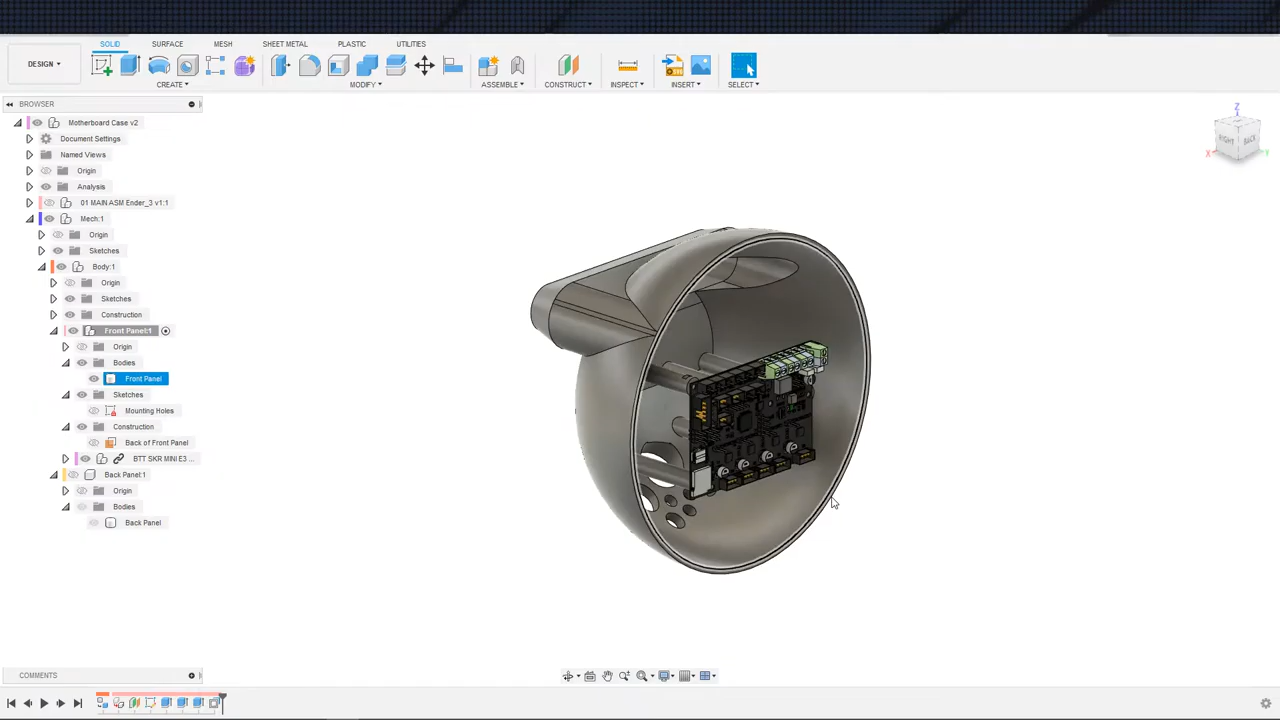 SOLID SURFACE MESH SHEET METAL PLASTIC UTILITIES
DESIGN
CREATE MODIFY ASSEMBLE CONSTRUCT INSPECT INSERT SELECT
BROWSER
Motherboard Case v2
Document Settings
Named Views
Origin
Analysis
01 MAIN ASM Ender_3 v1:1
Mech:1
Origin
Sketches
Body:1
Origin
Sketches
Construction
Front Panel:1
Origin
Bodies
Front Panel
Sketches
Mounting Holes
Construction
Back of Front Panel
BTT SKR MINI E3 ...
Back Panel:1
Origin
Bodies
Back Panel
Z
RIGHT BACK
X Y
COMMENTS